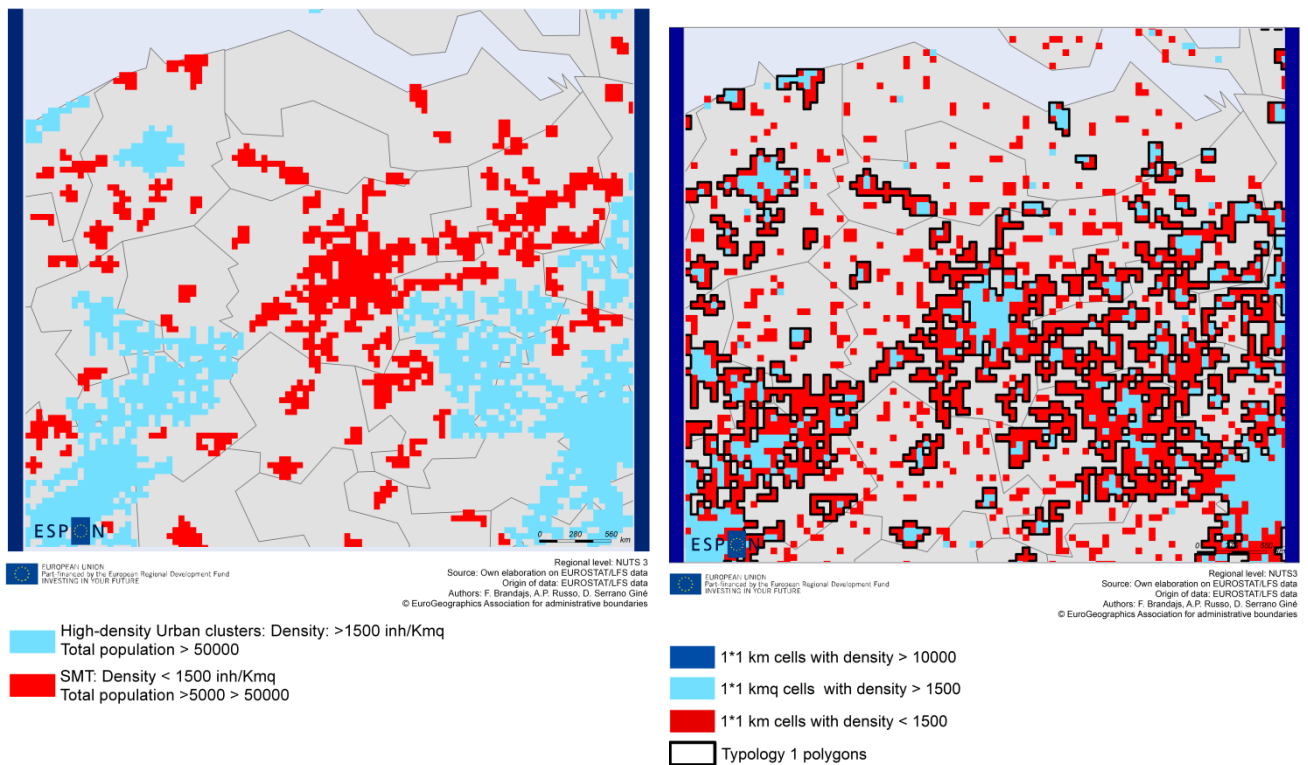 ESPON
0 280 560
km
EUROPEAN UNION
Part-financed by the European Regional Development Fund
INVESTING IN YOUR FUTURE
Regional level: NUTS 3
Source: Own elaboration on EUROSTAT/LFS data
Origin of data: EUROSTAT/LFS data
Authors: F. Brandajs, A.P. Russo, D. Serrano Giné
© EuroGeographics Association for administrative boundaries
High-density Urban clusters: Density: >1500 inh/Kmq
Total population > 50000
SMT: Density < 1500 inh/Kmq
Total population >5000 > 50000
ESPON
560
km
EUROPEAN UNION
Part-financed by the European Regional Development Fund
INVESTING IN YOUR FUTURE
Regional level: NUTS3
Source: Own elaboration on EUROSTAT/LFS data
Origin of data: EUROSTAT/LFS data
Authors: F. Brandajs, A.P. Russo, D. Serrano Giné
© EuroGeographics Association for administrative boundaries
1*1 km cells with density > 10000
1*1 kmq cells with density > 1500
1*1 km cells with density < 1500
Typology 1 polygons